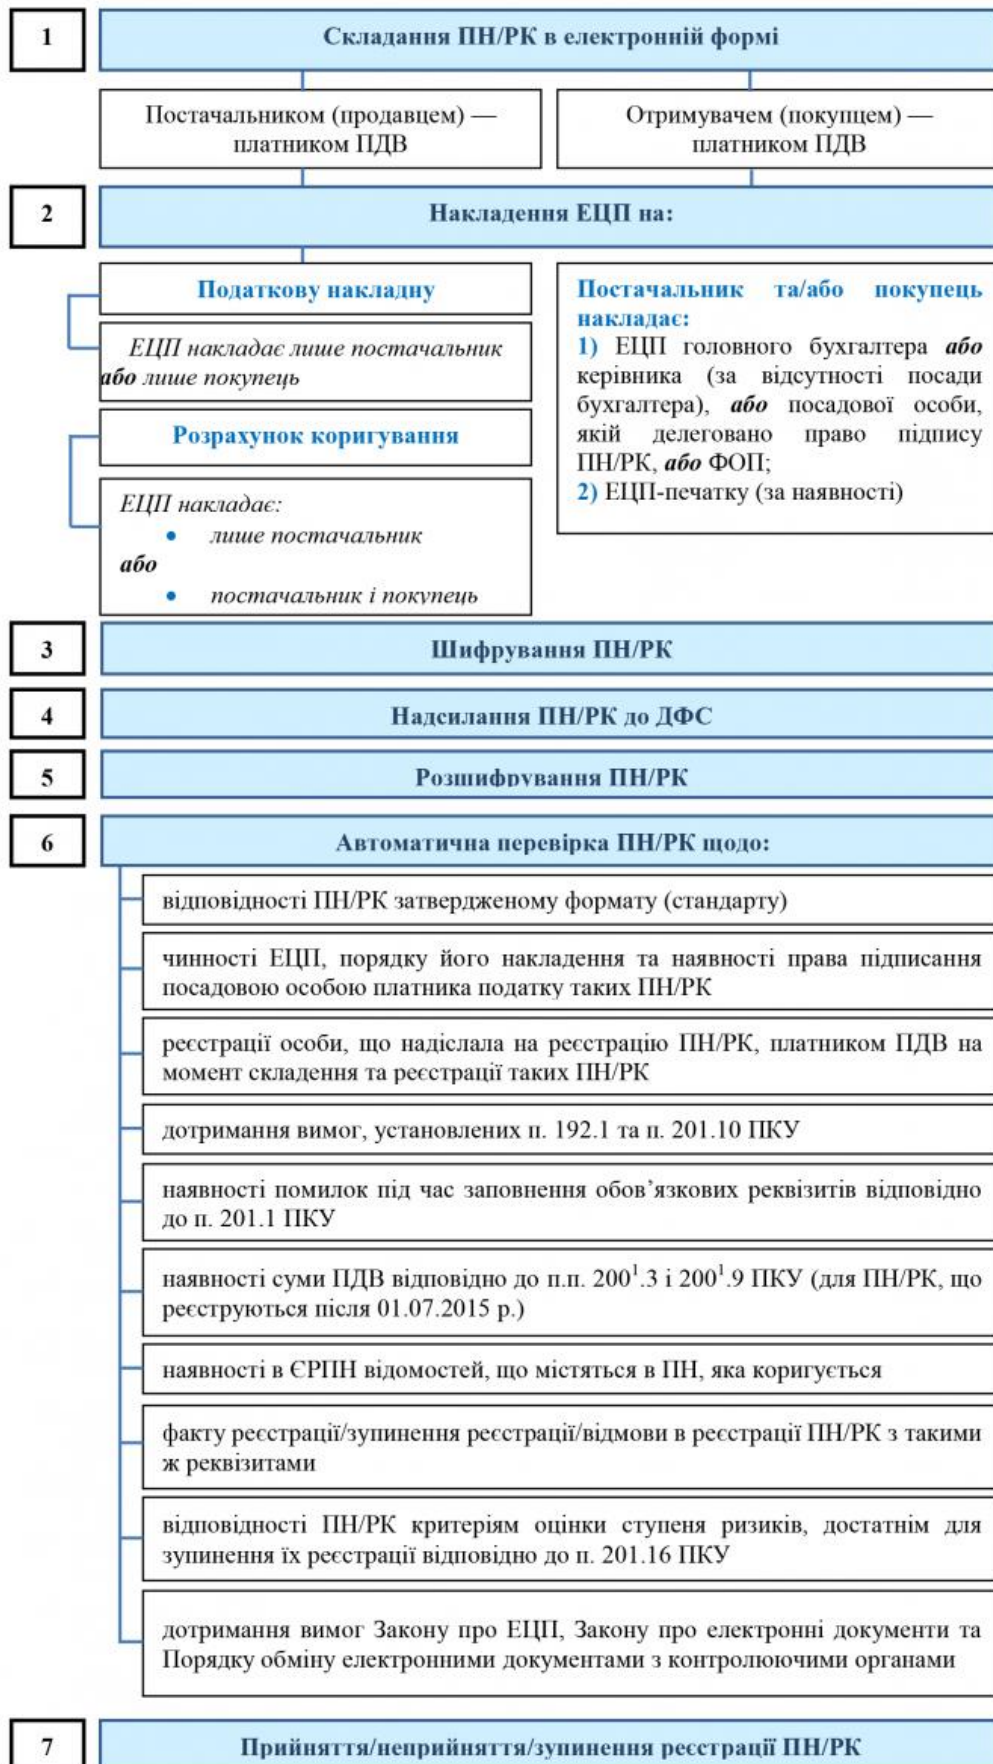 1
Складання ПН/РК в електронній формі
Постачальником (продавцем) —
платником ПДВ
Отримувачем (покупцем) —
платником ПДВ
2
Накладення ЕЦП на:
Податкову накладну
ЕЦП накладає лише постачальник
або лише покупець
Розрахунок коригування
ЕЦП накладає:
• лише постачальник
або
• постачальник і покупець
Постачальник та/або покупець
накладає:
1) ЕЦП головного бухгалтера або
керівника (за відсутності посади
бухгалтера), або посадової особи,
якій делеговано право підпису
ПН/РК, або ФОП;
2) ЕЦП-печатку (за наявності)
3
Шифрування ПН/РК
4
Надсилання ПН/РК до ДФС
5
Розшифрування ПН/РК
6
Автоматична перевірка ПН/РК щодо:
відповідності ПН/РК затвердженому формату (стандарту)
чинності ЕЦП, порядку його накладення та наявності права підписання
посадовою особою платника податку таких ПН/РК
реєстрації особи, що надіслала на реєстрацію ПН/РК, платником ПДВ на
момент складення та реєстрації таких ПН/РК
дотримання вимог, установлених п. 192.1 та п. 201.10 ПКУ
наявності помилок під час заповнення обов’язкових реквізитів відповідно
до п. 201.1 ПКУ
наявності суми ПДВ відповідно до п.п. 200¹.3 і 200¹.9 ПКУ (для ПН/РК, що
реєструються після 01.07.2015 р.)
наявності в ЄРПН відомостей, що містяться в ПН, яка коригується
факту реєстрації/зупинення реєстрації/відмови в реєстрації ПН/РК з такими
ж реквізитами
відповідності ПН/РК критеріям оцінки ступеня ризиків, достатнім для
зупинення їх реєстрації відповідно до п. 201.16 ПКУ
дотримання вимог Закону про ЕЦП, Закону про електронні документи та
Порядку обміну електронними документами з контролюючими органами
7
Прийняття/неприйняття/зупинення реєстрації ПН/РК